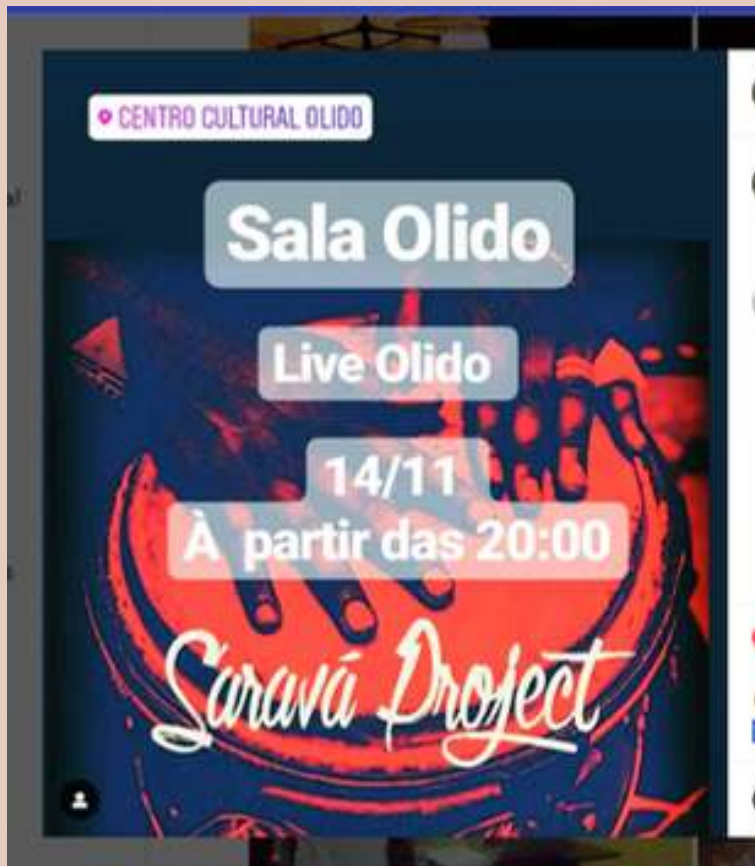 CENTRO CULTURAL OLIDO
Sala Olido
Live Olido
14/11
À partir das 20:00
Saravá Project